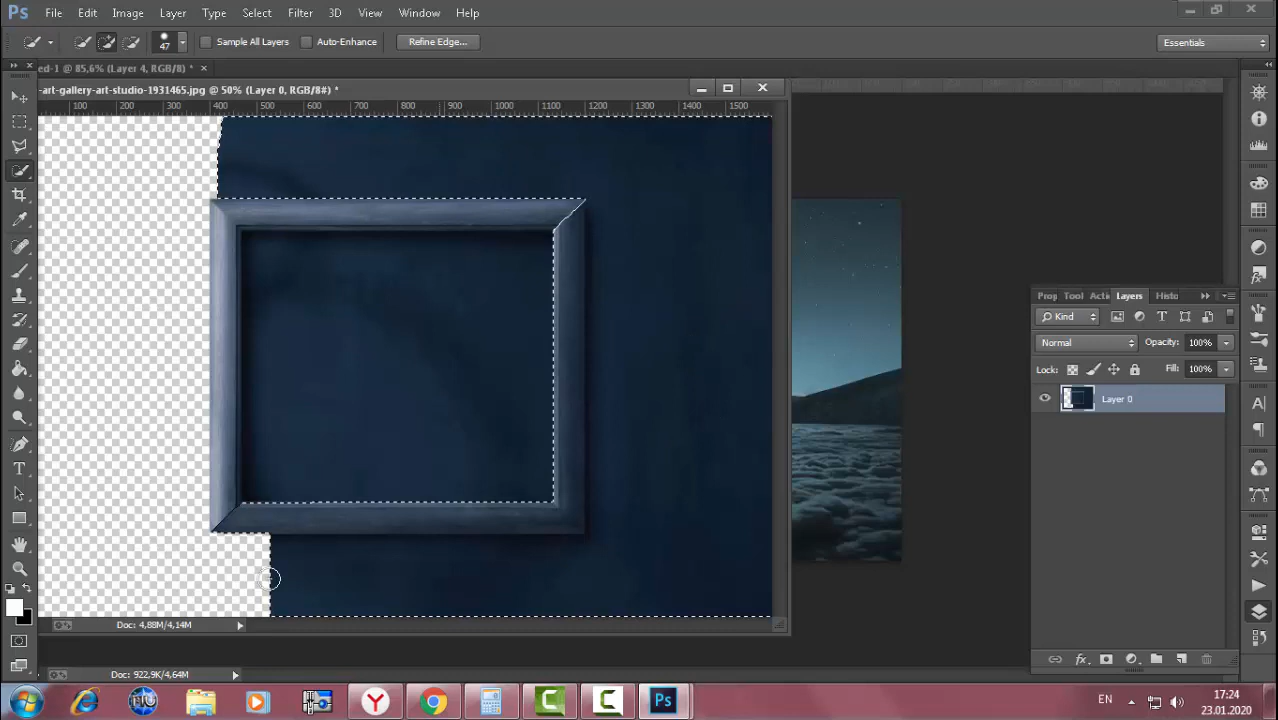 Ps File Edit Image Layer Type Select Filter 3D View Window Help
47 Sample All Layers Auto-Enhance Refine Edge... Essentials
ed-1 @ 85,6% (Layer 4, RGB/8) * ×
-art-gallery-art-studio-1931465.jpg @ 50% (Layer 0, RGB/8#) *
100 200 300 400 500 600 700 800 900 1000 1100 1200 1300 1400 1500
Prop Tool Acti Layers Histo
Kind
Normal Opacity: 100%
Lock: Fill: 100%
Layer 0
Doc: 4,88M/4,14M
Doc: 922,9K/4,64M
EN 17:24
23.01.2020